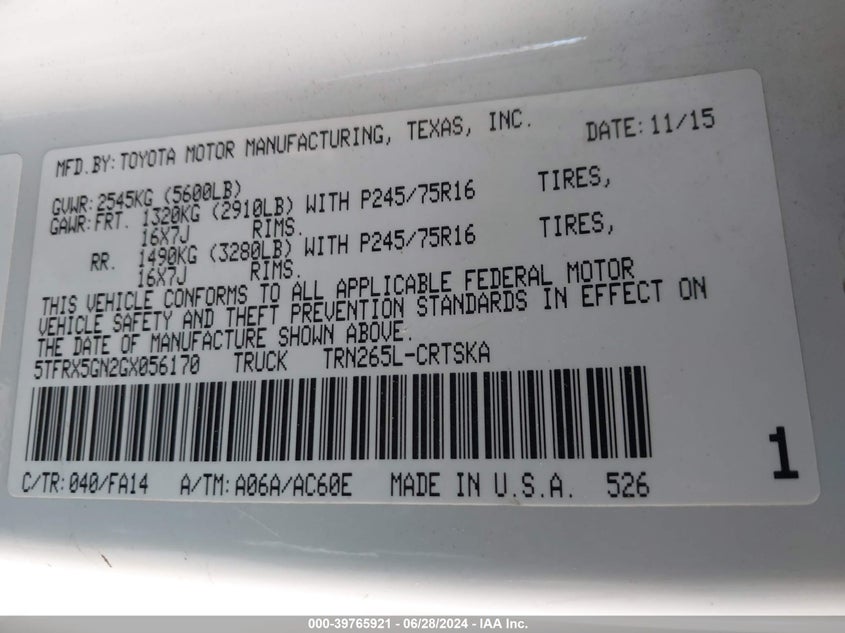 MFD.BY: TOYOTA MOTOR MANUFACTURING, TEXAS, INC. DATE: 11/15
GVWR: 2545KG (5600LB)
GAWR: FRT. 1320KG (2910LB) WITH P245/75R16 TIRES,
16X7J RIMS.
RR. 1490KG (3280LB) WITH P245/75R16 TIRES,
16X7J RIMS.
THIS VEHICLE CONFORMS TO ALL APPLICABLE FEDERAL MOTOR
VEHICLE SAFETY AND THEFT PREVENTION STANDARDS IN EFFECT ON
THE DATE OF MANUFACTURE SHOWN ABOVE.
5TFRX5GN2GX056170 TRUCK TRN265L-CRTSKA
C/TR: 040/FA14 A/TM: A06A/AC60E MADE IN U.S.A. 526
1
000-39765921 - 06/28/2024 - IAA Inc.